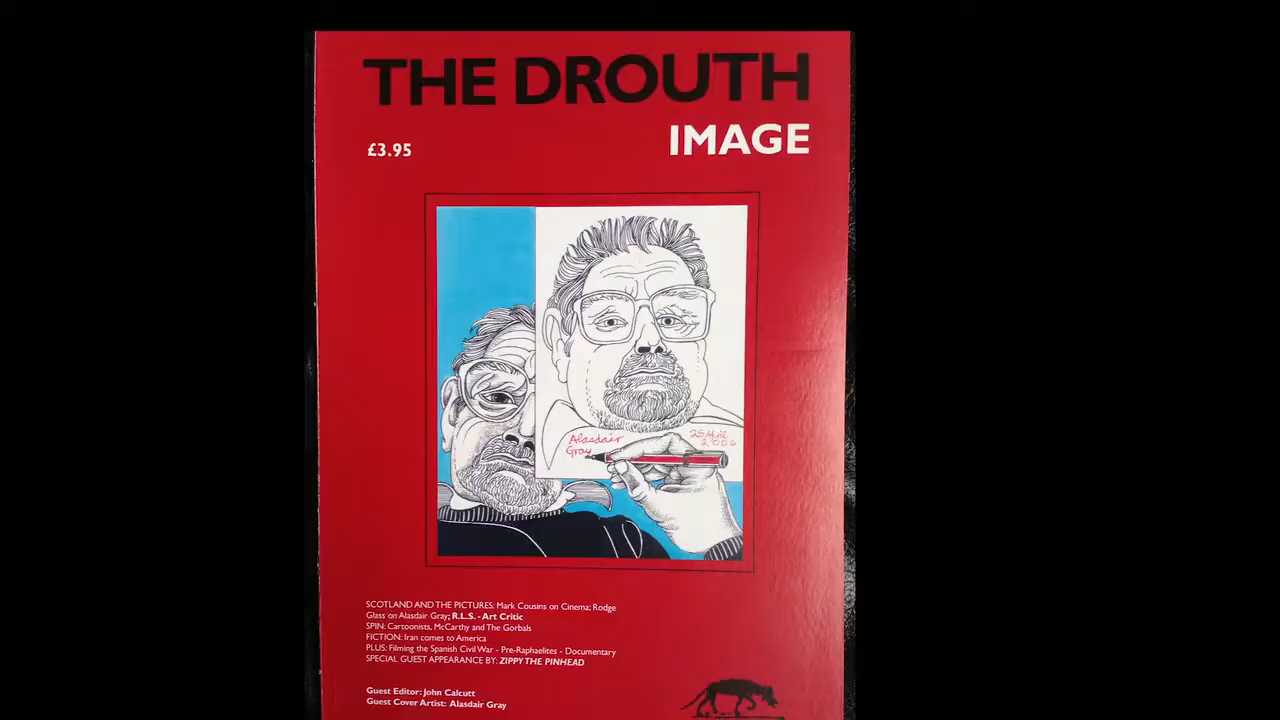 THE DROUTH
IMAGE
£3.95
Alasdair
Gray
25 April
2006
SCOTLAND AND THE PICTURES: Mark Cousins on Cinema; Rodge
Glass on Alasdair Gray; R.L.S. - Art Critic
SPIN: Cartoonists, McCarthy and The Gorbals
FICTION: Iran comes to America
PLUS: Filming the Spanish Civil War - Pre-Raphaelites - Documentary
SPECIAL GUEST APPEARANCE BY: ZIPPY THE PINHEAD
Guest Editor: John Calcutt
Guest Cover Artist: Alasdair Gray